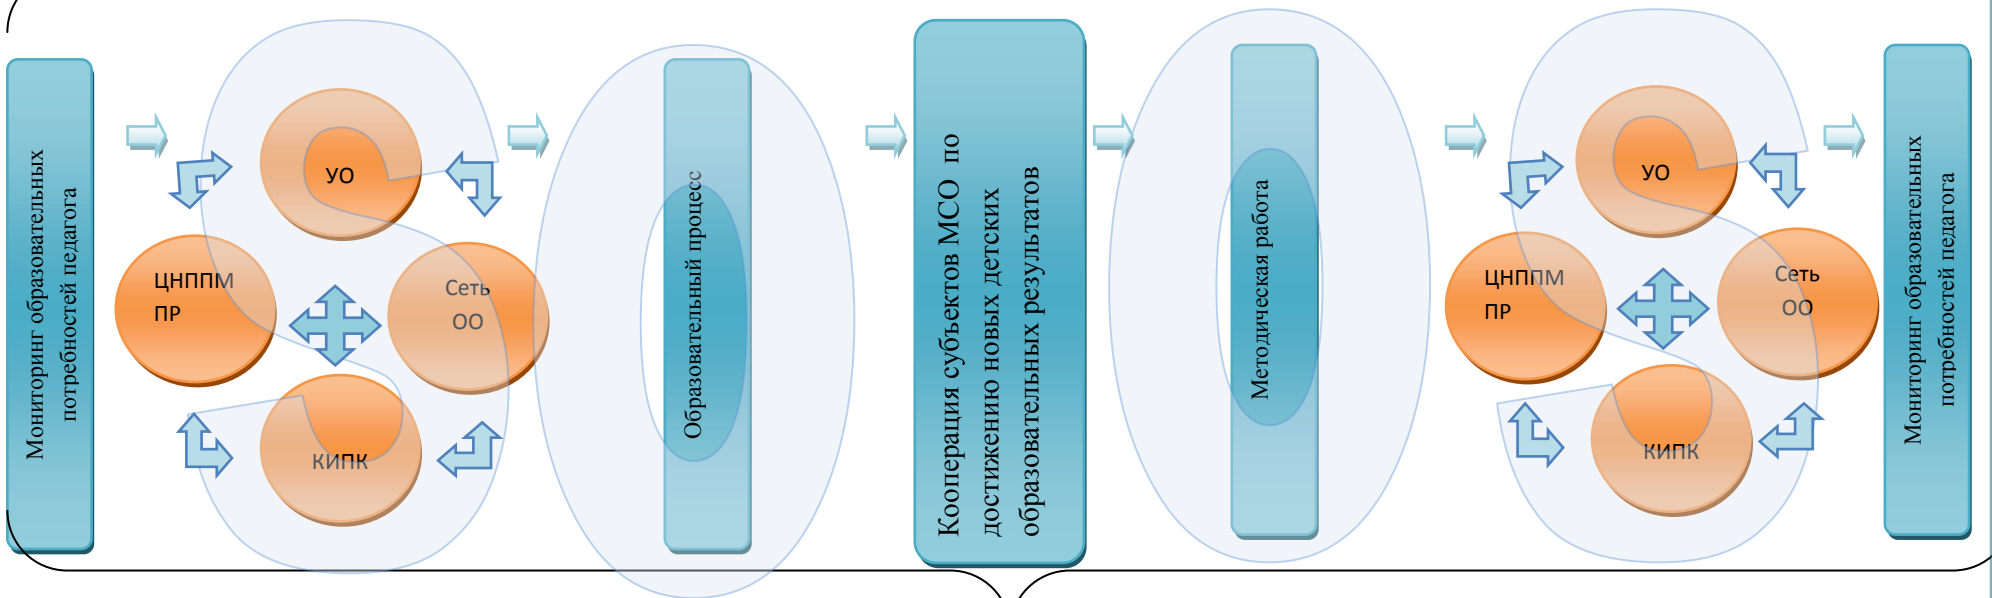 Мониторинг образовательных
потребностей педагога
УО
ЦНППМ
ПР
Сеть
ОО
КИПК
Образовательный процесс
Кооперация субъектов МСО по
достижению новых детских
образовательных результатов
Методическая работа
УО
ЦНППМ
ПР
Сеть
ОО
КИПК
Мониторинг образовательных
потребностей педагога